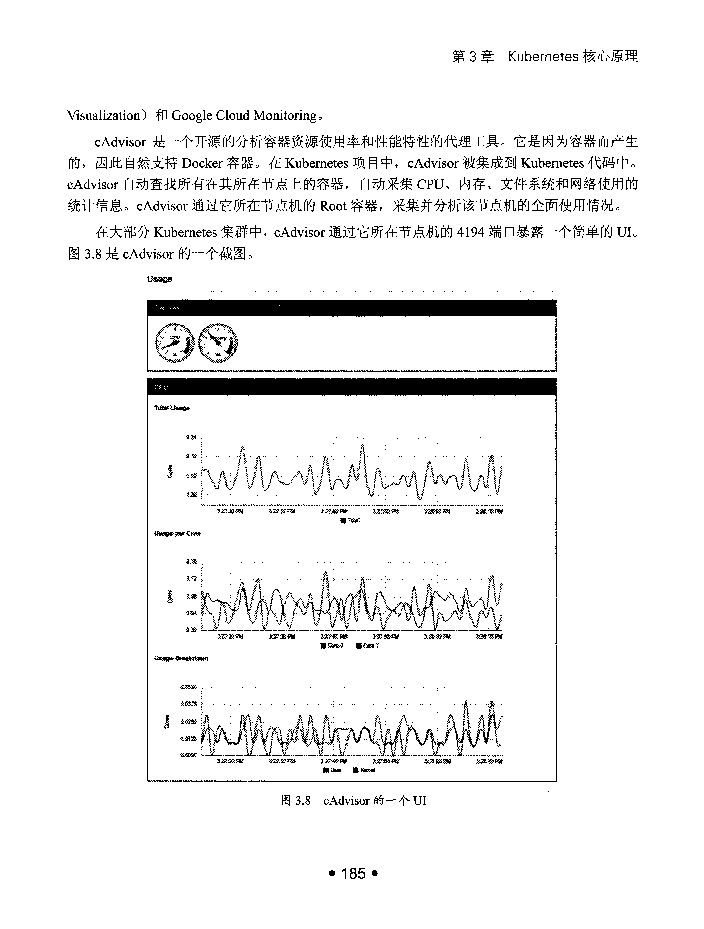 第 3 章 Kubernetes 核心原理
Visualization）和 Google Cloud Monitoring。
cAdvisor 是一个开源的分析容器资源使用率和性能特性的代理工具。它是因为容器而产生
的，因此自然支持 Docker 容器。在 Kubernetes 项目中，cAdvisor 被集成到 Kubernetes 代码中。
cAdvisor 自动查找所有在其所在节点上的容器，自动采集 CPU、内存、文件系统和网络使用的
统计信息。cAdvisor 通过它所在节点机的 Root 容器，采集并分析该节点机的全面使用情况。
在大部分 Kubernetes 集群中，cAdvisor 通过它所在节点机的 4194 端口暴露一个简单的 UI。
图 3.8 是 cAdvisor 的一个截图。
Usage
Total Usage
Cores
Total
Usage per Core
Cores
Core 0 Core 1
Usage Breakdown
Cores
User Kernel
图 3.8 cAdvisor 的一个 UI
• 185 •